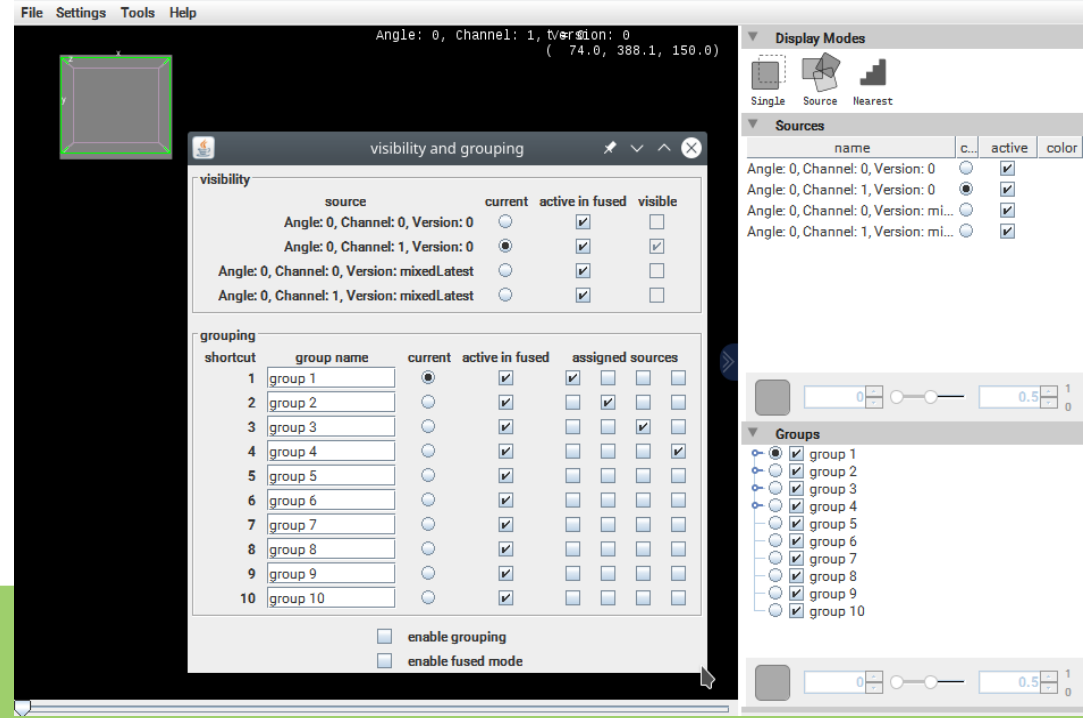 File Settings Tools Help
Angle: 0, Channel: 1, Version: 0
( 74.0, 388.1, 150.0)
x
z
y
visibility and grouping
visibility
source current active in fused visible
Angle: 0, Channel: 0, Version: 0
Angle: 0, Channel: 1, Version: 0
Angle: 0, Channel: 0, Version: mixedLatest
Angle: 0, Channel: 1, Version: mixedLatest
grouping
shortcut group name current active in fused assigned sources
1 group 1
2 group 2
3 group 3
4 group 4
5 group 5
6 group 6
7 group 7
8 group 8
9 group 9
10 group 10
enable grouping
enable fused mode
Display Modes
Single Source Nearest
Sources
name c... active color
Angle: 0, Channel: 0, Version: 0
Angle: 0, Channel: 1, Version: 0
Angle: 0, Channel: 0, Version: mi...
Angle: 0, Channel: 1, Version: mi...
0 0.5 1
0
Groups
group 1
group 2
group 3
group 4
group 5
group 6
group 7
group 8
group 9
group 10
0 0.5 1
0